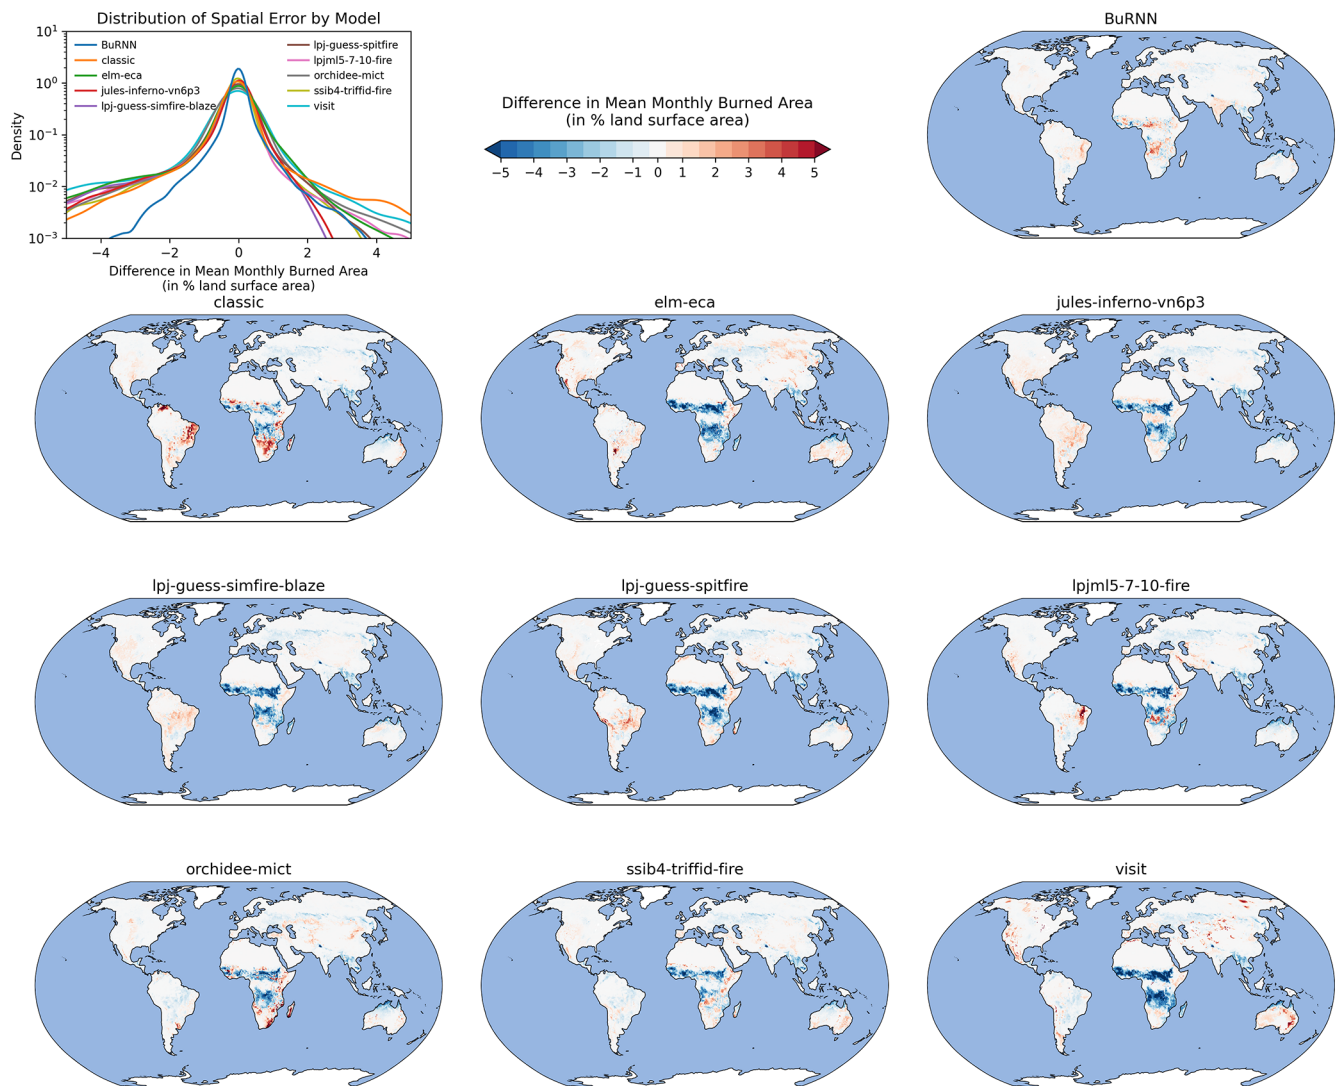 Distribution of Spatial Error by Model
10^1
10^0
10^−1
10^−2
10^−3
Density
BuRNN
classic
elm-eca
jules-inferno-vn6p3
lpj-guess-simfire-blaze
lpj-guess-spitfire
lpjml5-7-10-fire
orchidee-mict
ssib4-triffid-fire
visit
−4 −2 0 2 4
Difference in Mean Monthly Burned Area
(in % land surface area)
Difference in Mean Monthly Burned Area
(in % land surface area)
−5 −4 −3 −2 −1 0 1 2 3 4 5
BuRNN
classic
elm-eca
jules-inferno-vn6p3
lpj-guess-simfire-blaze
lpj-guess-spitfire
lpjml5-7-10-fire
orchidee-mict
ssib4-triffid-fire
visit